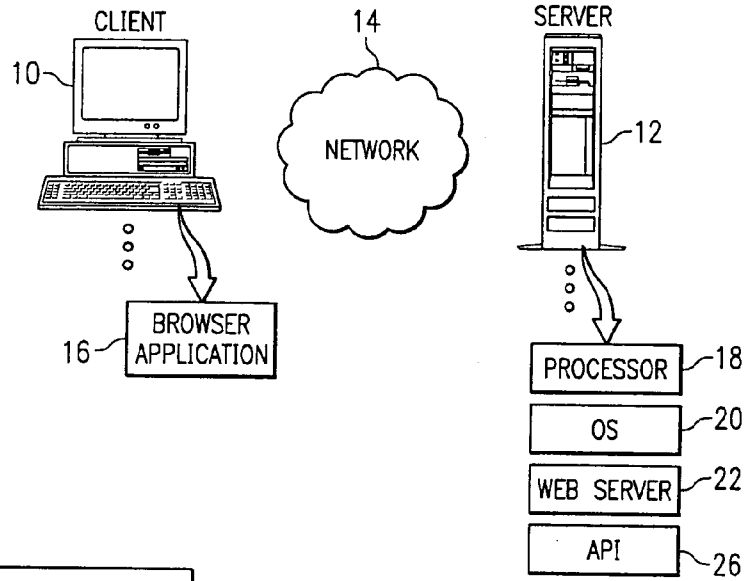 CLIENT
10
14
NETWORK
SERVER
12
16
BROWSER
APPLICATION
PROCESSOR
18
OS
20
WEB SERVER
22
API
26